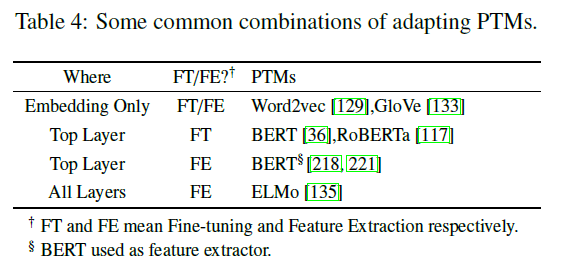 Table 4: Some common combinations of adapting PTMs.
Where FT/FE?† PTMs
Embedding Only FT/FE Word2vec [129],GloVe [133]
Top Layer FT BERT [36],RoBERTa [117]
Top Layer FE BERT§ [218, 221]
All Layers FE ELMo [135]
† FT and FE mean Fine-tuning and Feature Extraction respectively.
§ BERT used as feature extractor.